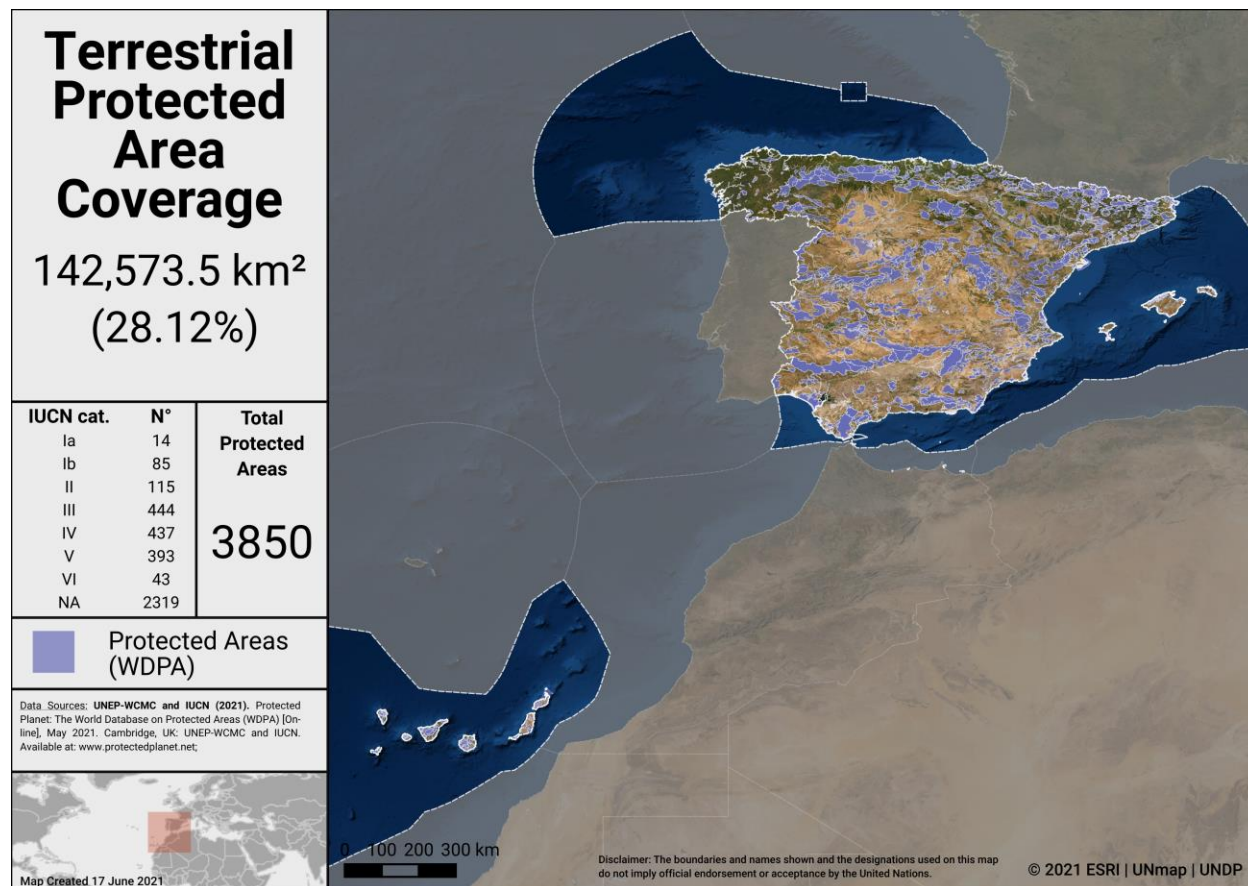 Terrestrial
Protected
Area
Coverage
142,573.5 km²
(28.12%)
IUCN cat. N°
Ia 14
Ib 85
II 115
III 444
IV 437
V 393
VI 43
NA 2319
Total
Protected
Areas
3850
Protected Areas
(WDPA)
Data Sources: UNEP-WCMC and IUCN (2021). Protected
Planet: The World Database on Protected Areas (WDPA) [On-
line], May 2021. Cambridge, UK: UNEP-WCMC and IUCN.
Available at: www.protectedplanet.net;
Map Created 17 June 2021
0 100 200 300 km
Disclaimer: The boundaries and names shown and the designations used on this map
do not imply official endorsement or acceptance by the United Nations.
© 2021 ESRI | UNmap | UNDP